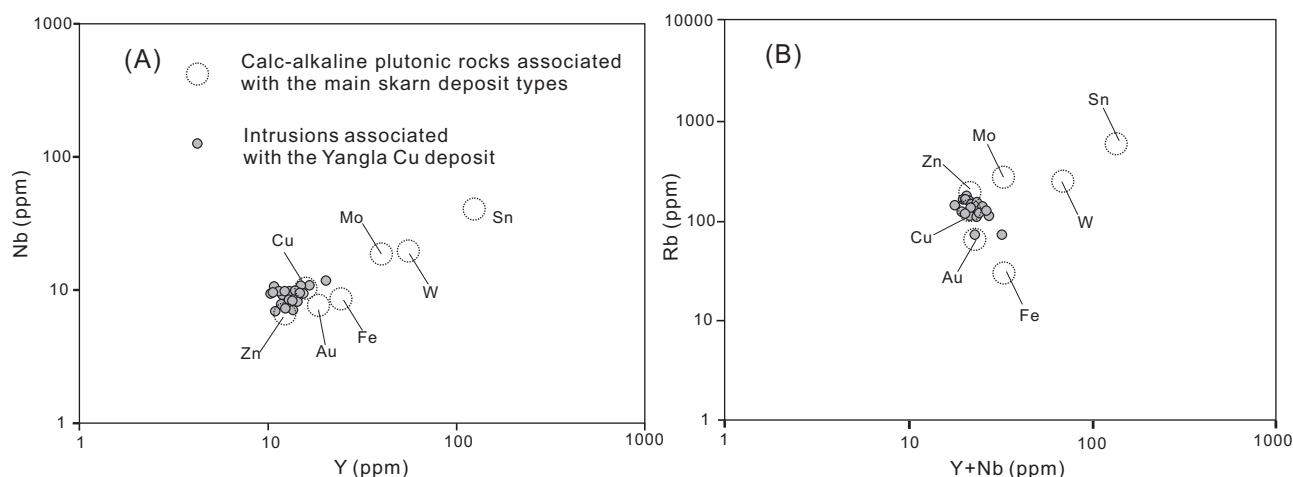 (A)
Calc-alkaline plutonic rocks associated
with the main skarn deposit types
Intrusions associated
with the Yangla Cu deposit
Nb (ppm)
1000
100
10
1
Cu
Mo
Sn
W
Zn
Au
Fe
1
10
100
1000
Y (ppm)
(B)
Rb (ppm)
10000
1000
100
10
1
Sn
Mo
Zn
W
Cu
Au
Fe
1
10
100
1000
Y+Nb (ppm)